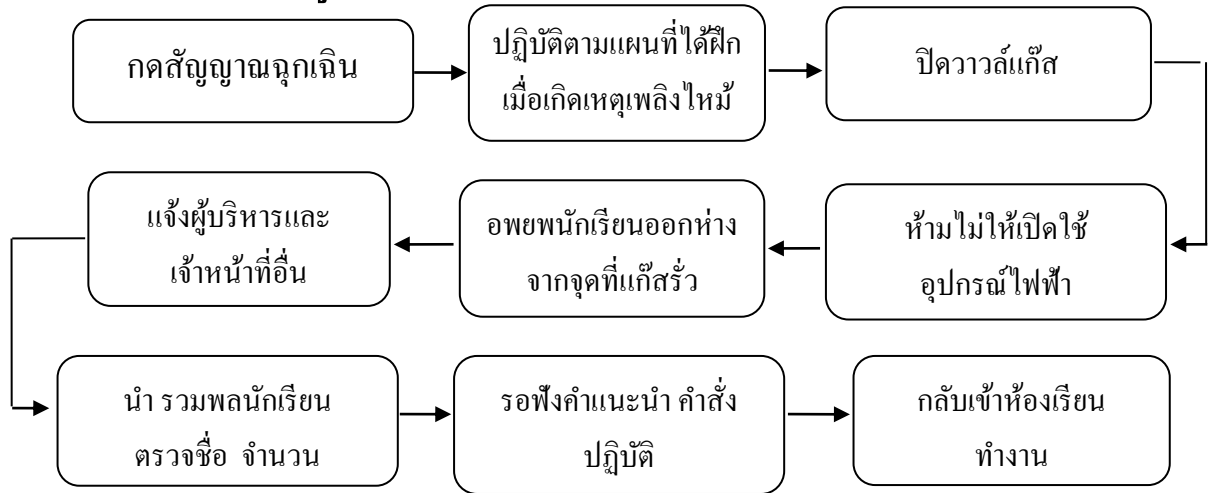 กดสัญญาณฉุกเฉิน
ปฏิบัติตามแผนที่ได้ฝึก
เมื่อเกิดเหตุเพลิงไหม้
ปิดวาวล์แก๊ส
ห้ามไม่ให้เปิดใช้
อุปกรณ์ไฟฟ้า
อพยพนักเรียนออกห่าง
จากจุดที่แก๊สรั่ว
แจ้งผู้บริหารและ
เจ้าหน้าที่อื่น
นำ รวมพลนักเรียน
ตรวจชื่อ จำนวน
รอฟังคำแนะนำ คำสั่ง
ปฏิบัติ
กลับเข้าห้องเรียน
ทำงาน